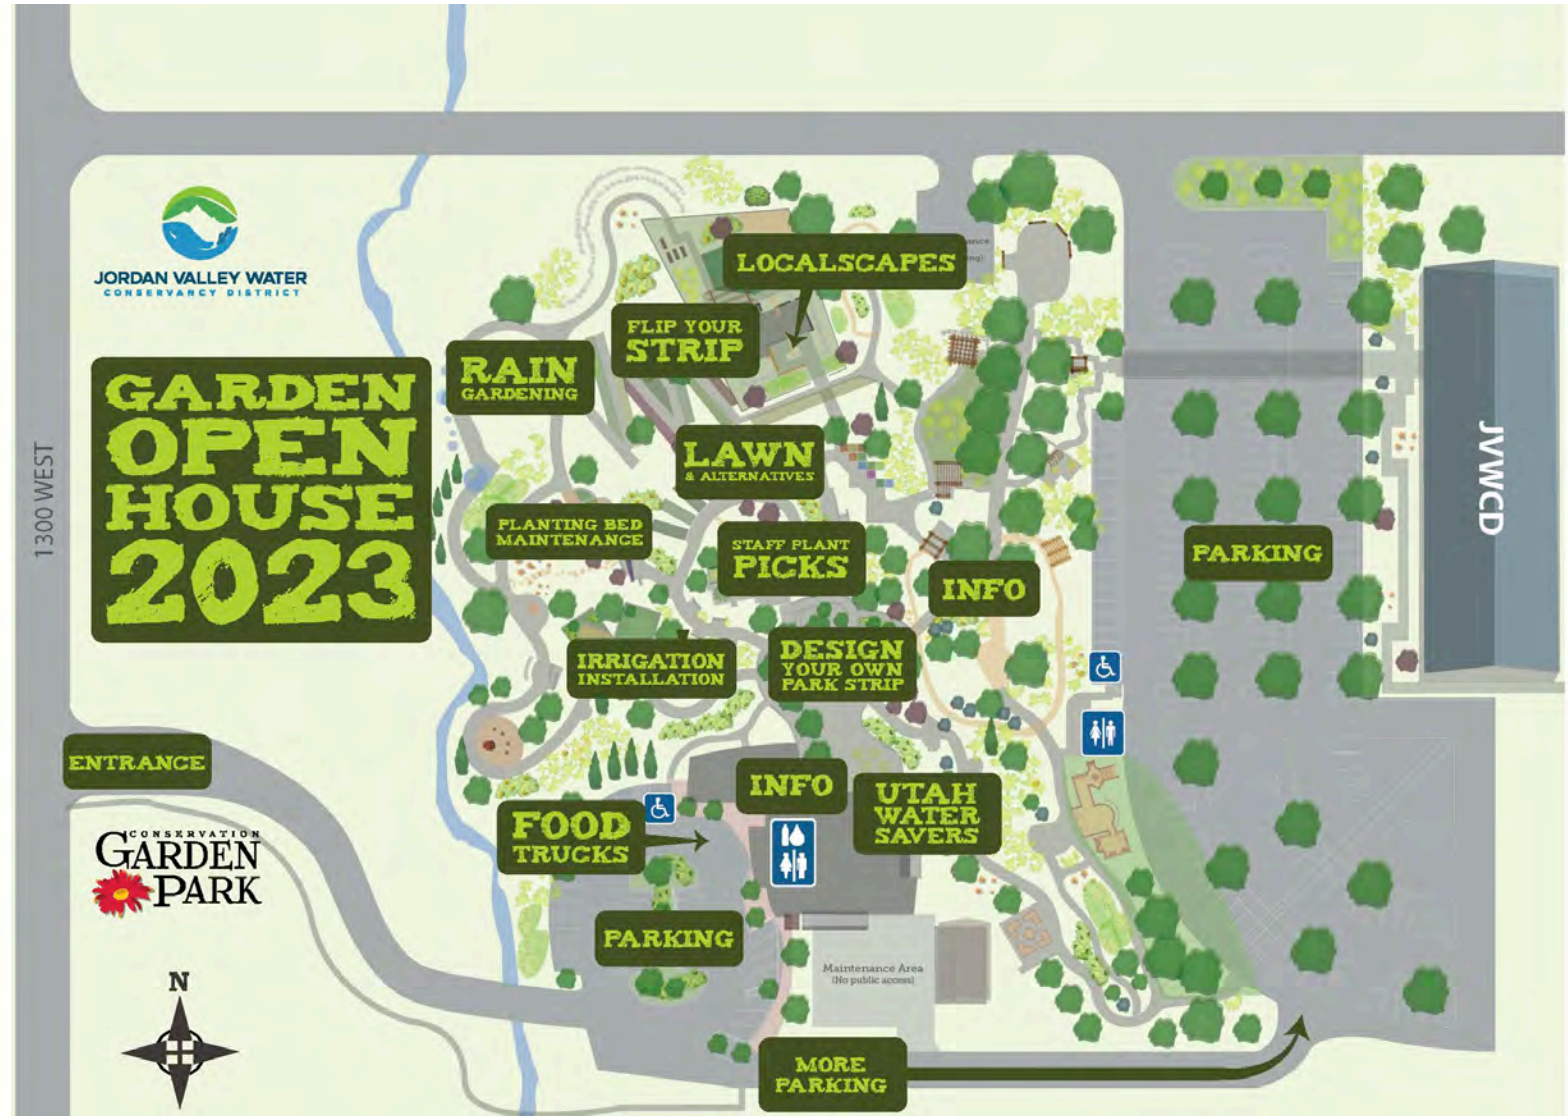 JORDAN VALLEY WATER
CONSERVANCY DISTRICT
GARDEN
OPEN
HOUSE
2023
1300 WEST
LOCALSCAPES
FLIP YOUR
STRIP
RAIN
GARDENING
LAWN
& ALTERNATIVES
PLANTING BED
MAINTENANCE
STAFF PLANT
PICKS
INFO
PARKING
JVWCD
IRRIGATION
INSTALLATION
DESIGN
YOUR OWN
PARK STRIP
ENTRANCE
INFO
UTAH
WATER
SAVERS
FOOD
TRUCKS
CONSERVATION
GARDEN
PARK
PARKING
Maintenance Area
(No public access)
N
MORE
PARKING